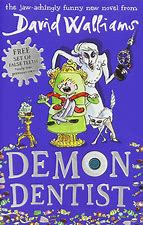 the jaw-achingly funny new novel from
David Walliams
FREE
SET OF
FALSE TEETH!
DEMON
DENTIST